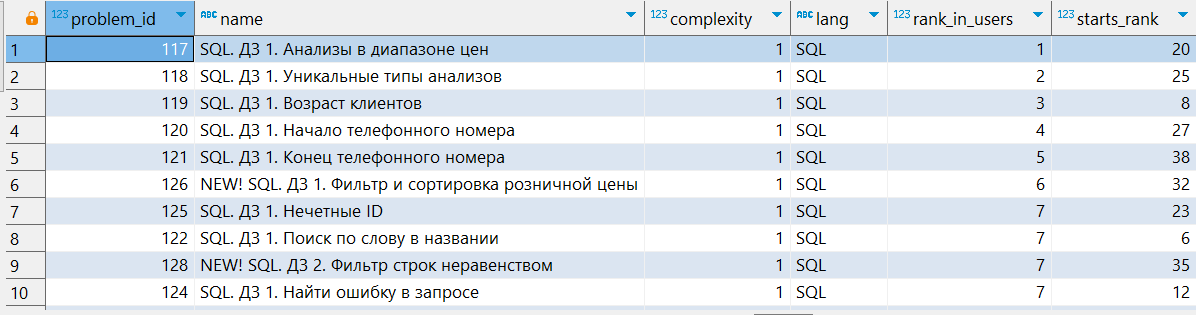 123 problem_id ABC name 123 complexity ABC lang 123 rank_in_users 123 starts_rank
1 117 SQL. ДЗ 1. Анализы в диапазоне цен 1 SQL 1 20
2 118 SQL. ДЗ 1. Уникальные типы анализов 1 SQL 2 25
3 119 SQL. ДЗ 1. Возраст клиентов 1 SQL 3 8
4 120 SQL. ДЗ 1. Начало телефонного номера 1 SQL 4 27
5 121 SQL. ДЗ 1. Конец телефонного номера 1 SQL 5 38
6 126 NEW! SQL. ДЗ 1. Фильтр и сортировка розничной цены 1 SQL 6 32
7 125 SQL. ДЗ 1. Нечетные ID 1 SQL 7 23
8 122 SQL. ДЗ 1. Поиск по слову в названии 1 SQL 7 6
9 128 NEW! SQL. ДЗ 2. Фильтр строк неравенством 1 SQL 7 35
10 124 SQL. ДЗ 1. Найти ошибку в запросе 1 SQL 7 12